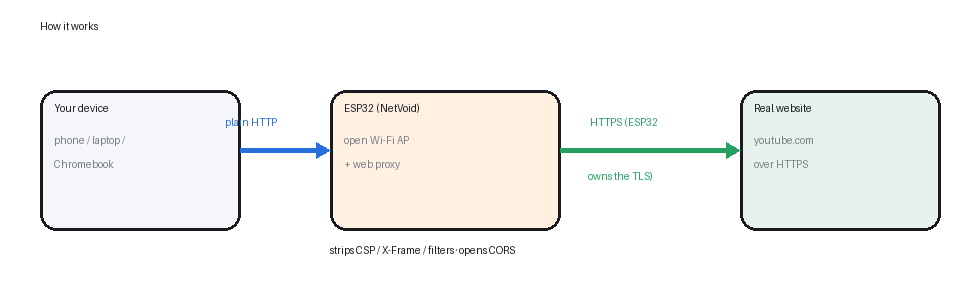 How it works
Your device
phone / laptop /
Chromebook
plain HTTP
ESP32 (NetVoid)
open Wi-Fi AP
+ web proxy
HTTPS (ESP32
owns the TLS)
Real website
youtube.com
over HTTPS
strips CSP / X-Frame / filters · opens CORS